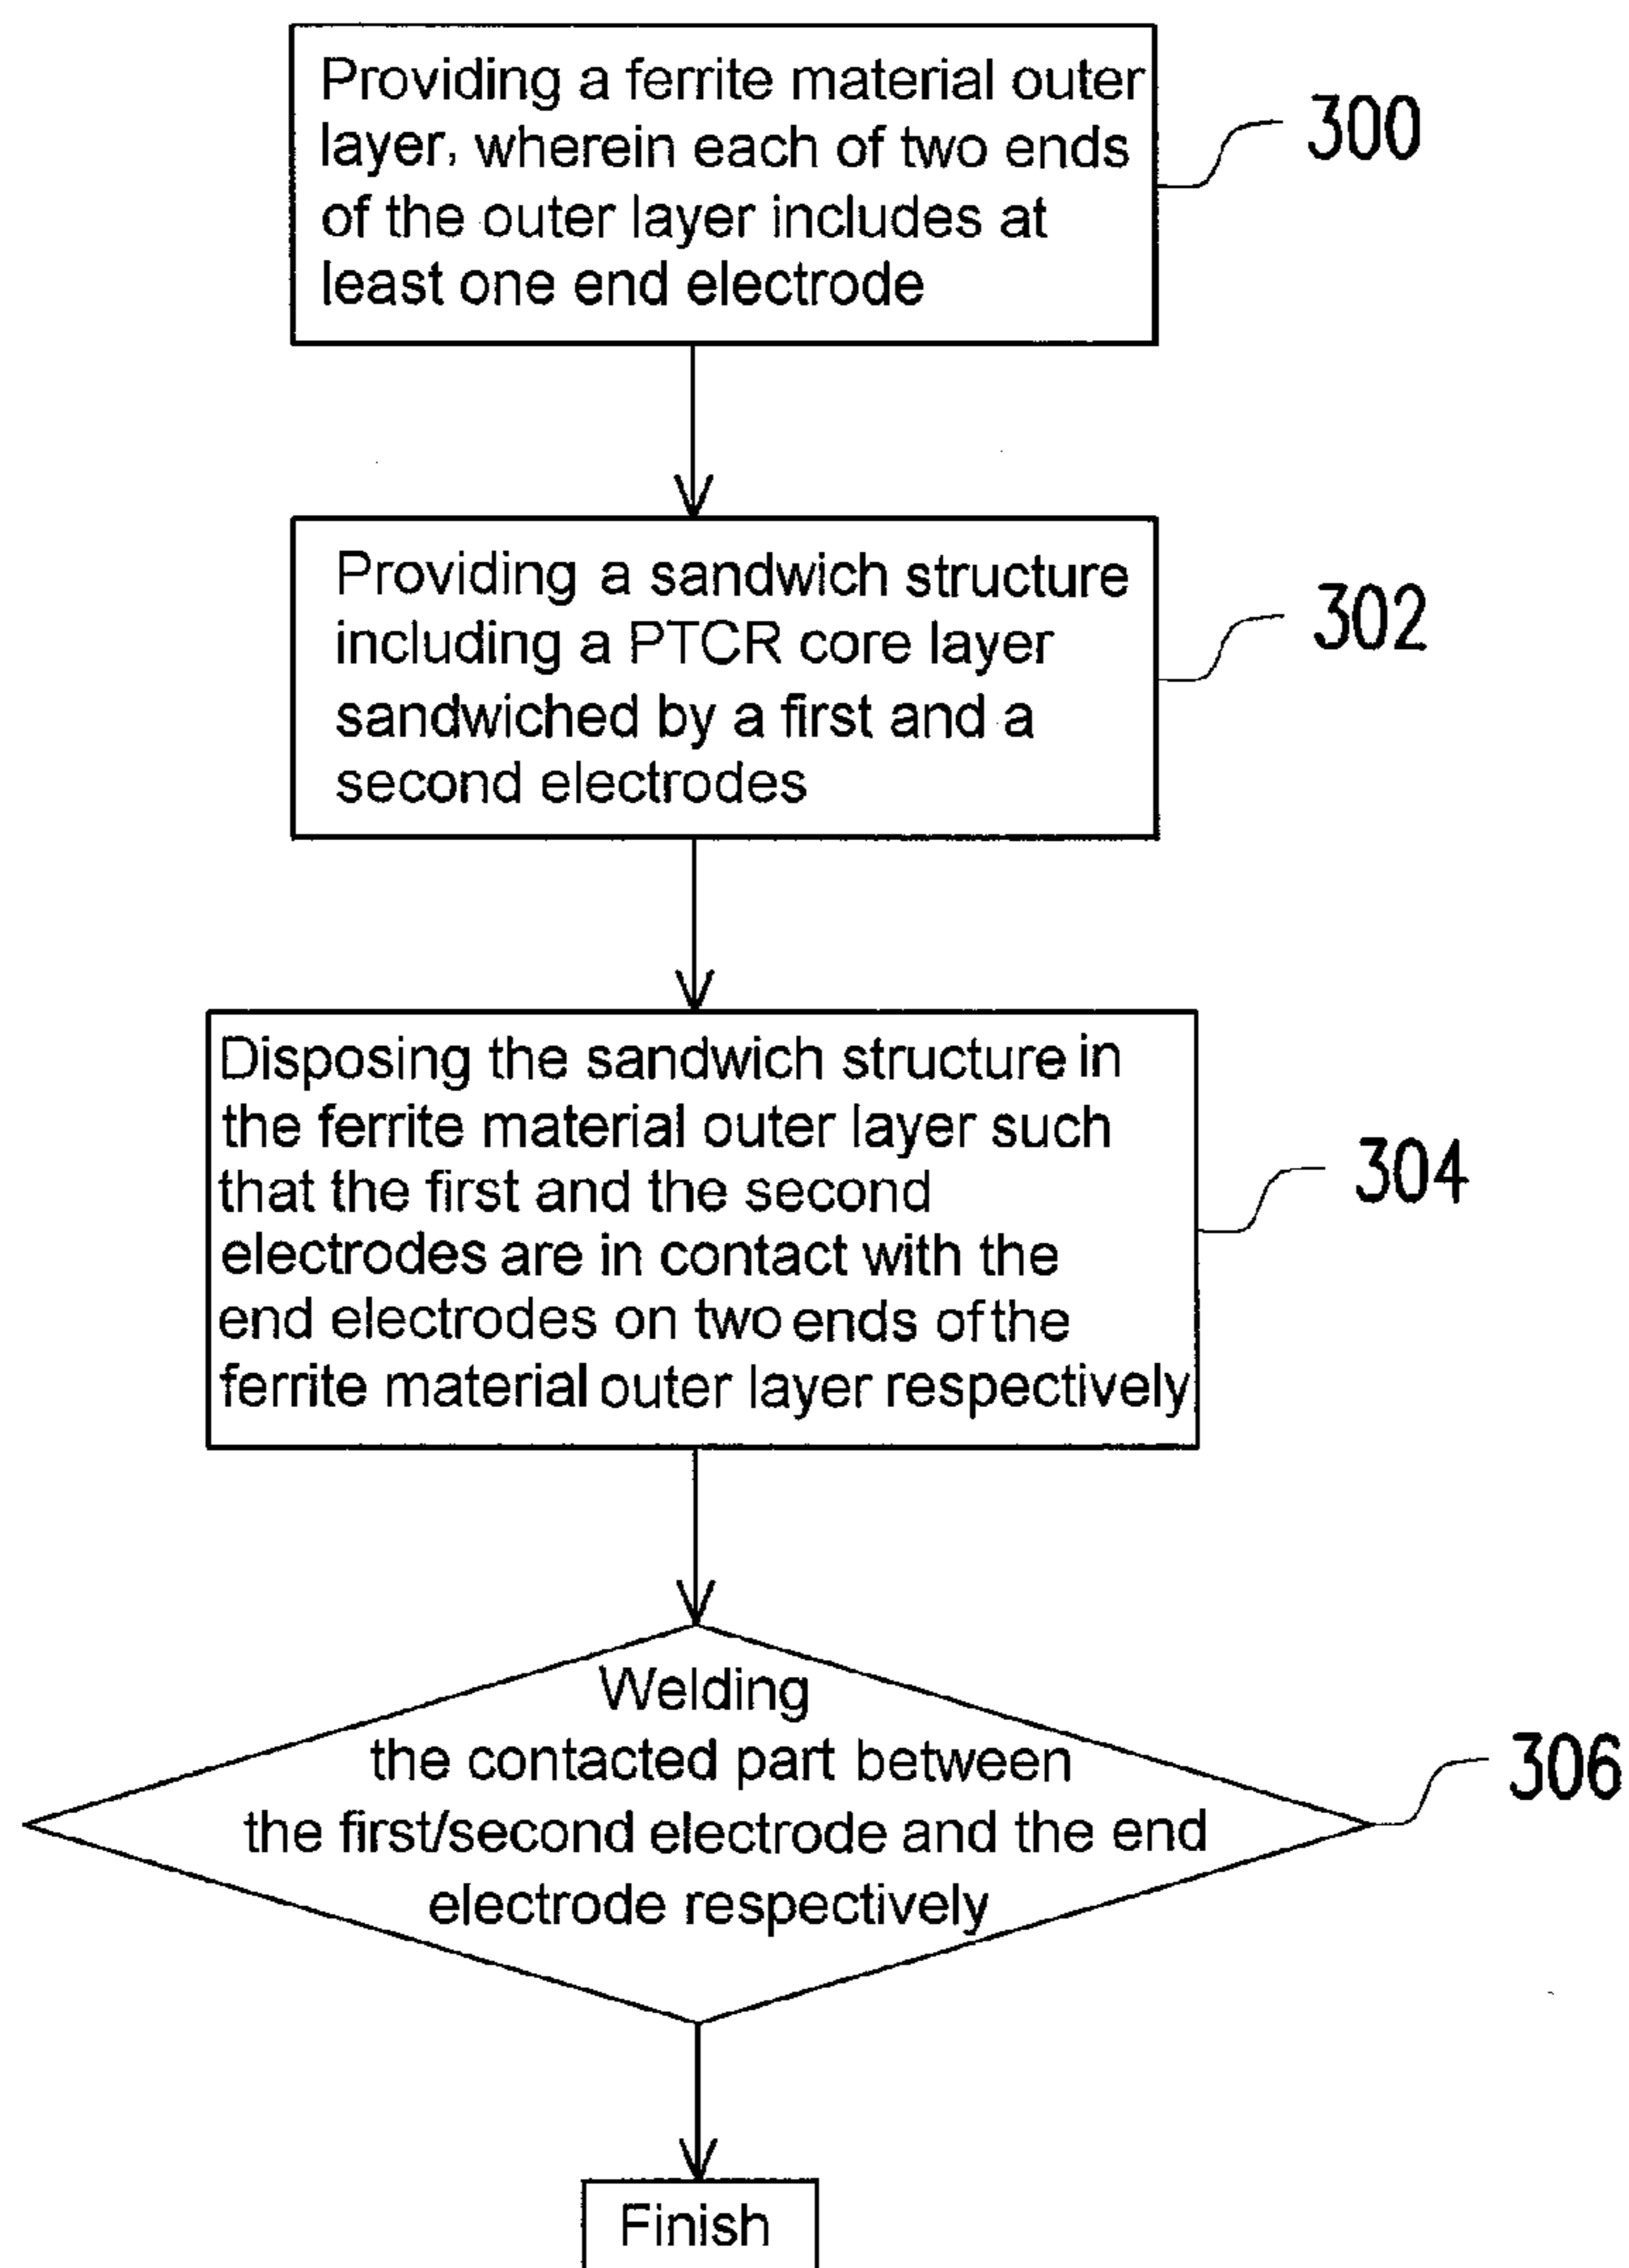 Providing a ferrite material outer
layer, wherein each of two ends
of the outer layer includes at
least one end electrode
300
Providing a sandwich structure
including a PTCR core layer
sandwiched by a first and a
second electrodes
302
Disposing the sandwich structure in
the ferrite material outer layer such
that the first and the second
electrodes are in contact with the
end electrodes on two ends of the
ferrite material outer layer respectively
304
Welding
the contacted part between
the first/second electrode and the end
electrode respectively
306
Finish